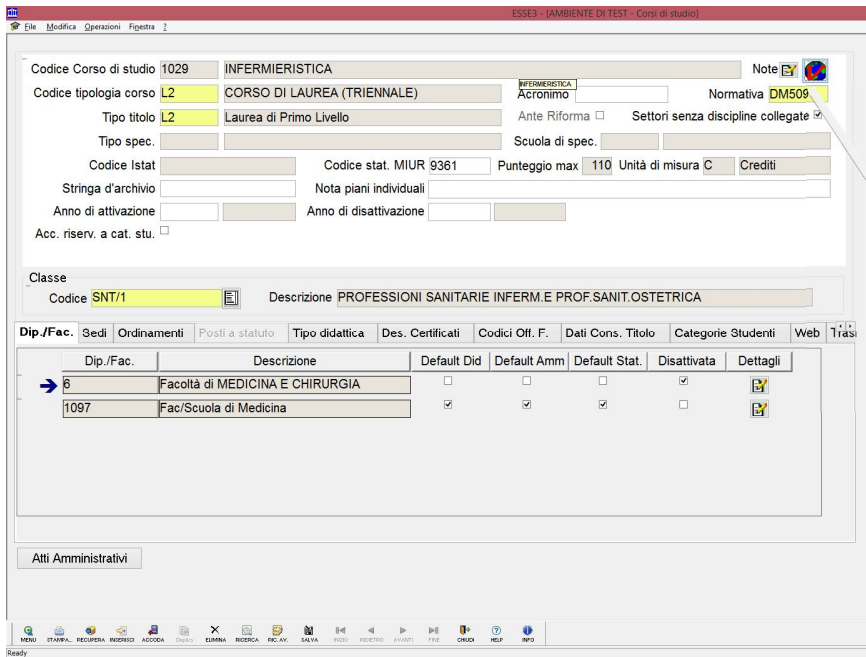 ESSE3 - [AMBIENTE DI TEST - Corsi di studio]
File Modifica Operazioni Finestra ?
Codice Corso di studio 1029 INFERMIERISTICA Note
Codice tipologia corso L2 CORSO DI LAUREA (TRIENNALE) INFERMIERISTICA Acronimo Normativa DM509
Tipo titolo L2 Laurea di Primo Livello Ante Riforma Settori senza discipline collegate
Tipo spec. Scuola di spec.
Codice Istat Codice stat. MIUR 9361 Punteggio max 110 Unità di misura C Crediti
Stringa d'archivio Nota piani individuali
Anno di attivazione Anno di disattivazione
Acc. riserv. a cat. stu.
Classe
Codice SNT/1 Descrizione PROFESSIONI SANITARIE INFERM.E PROF.SANIT.OSTETRICA
Dip./Fac. Sedi Ordinamenti Posti a statuto Tipo didattica Des. Certificati Codici Off. F. Dati Cons. Titolo Categorie Studenti Web Tras
Dip./Fac. Descrizione Default Did Default Amm Default Stat. Disattivata Dettagli
6 Facoltà di MEDICINA E CHIRURGIA
1097 Fac/Scuola di Medicina
Atti Amministrativi
MENU STAMPA... RECUPERA INSERISCI ACCODA Duplica ELIMINA RICERCA RIC. AV. SALVA INIZIO INDIETRO AVANTI FINE CHIUDI HELP INFO
Ready